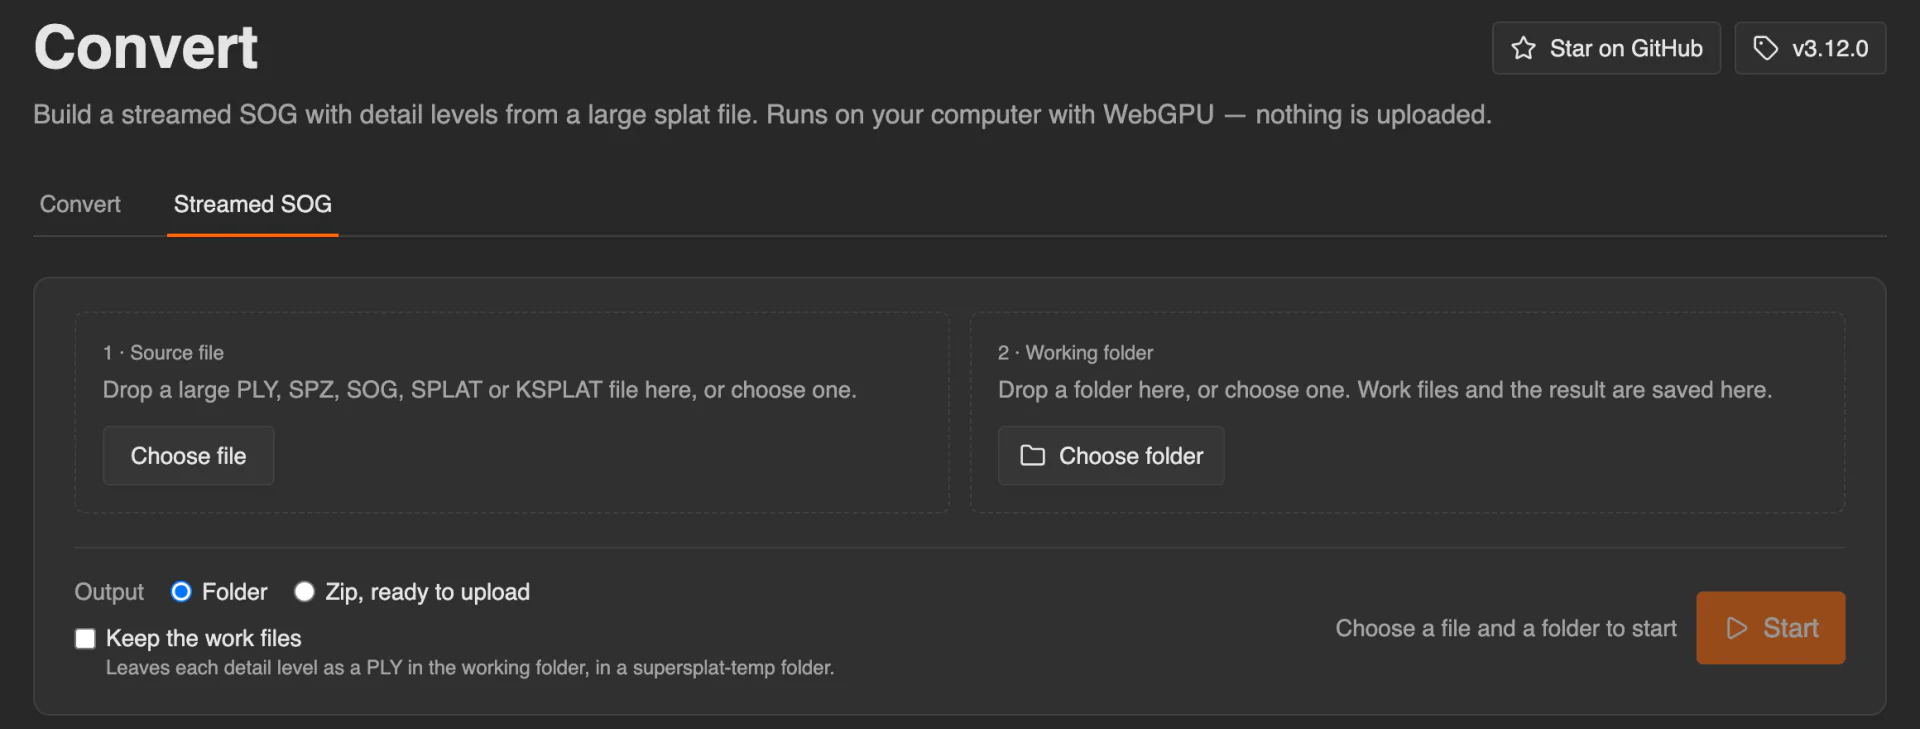 Convert
Star on GitHub
v3.12.0
Build a streamed SOG with detail levels from a large splat file. Runs on your computer with WebGPU — nothing is uploaded.
Convert
Streamed SOG
1 · Source file
Drop a large PLY, SPZ, SOG, SPLAT or KSPLAT file here, or choose one.
Choose file
2 · Working folder
Drop a folder here, or choose one. Work files and the result are saved here.
Choose folder
Output
Folder
Zip, ready to upload
Keep the work files
Leaves each detail level as a PLY in the working folder, in a supersplat-temp folder.
Choose a file and a folder to start
Start